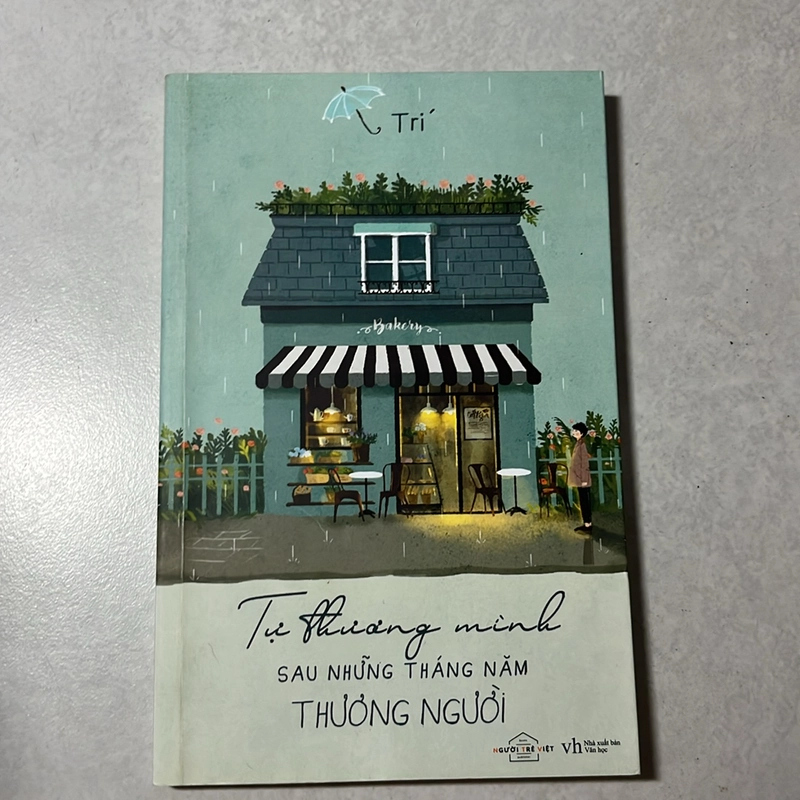 Trí
Bakery
Tự thương mình
SAU NHỮNG THÁNG NĂM
THƯƠNG NGƯỜI
NGƯỜI TRẺ VIỆT
vh Nhà xuất bản
Văn học